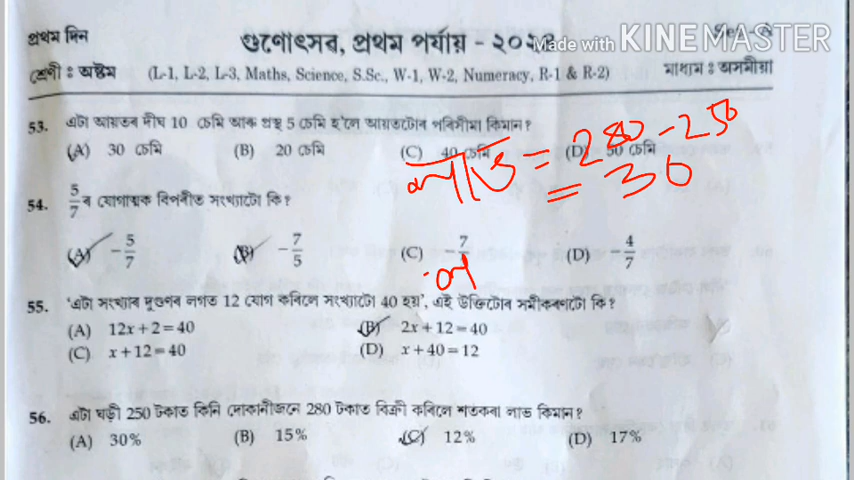 Made with KINEMASTER
প্ৰথম দিন
গুণোৎসৱ, প্ৰথম পৰ্যায় - ২০২৪
শ্ৰেণী : অষ্টম (L-1, L-2, L-3, Maths, Science, S.Sc., W-1, W-2, Numeracy, R-1 & R-2) মাধ্যম : অসমীয়া
53. এটা আয়তৰ দীঘ 10 চেমি আৰু প্ৰস্থ 5 চেমি হ'লে আয়তটোৰ পৰিসীমা কিমান?
(A) 30 চেমি (B) 20 চেমি (C) 40 চেমি (D) 50 চেমি
লাভ = 280 - 250
= 30
54. 5/7ৰ যোগাত্মক বিপৰীত সংখ্যাটো কি?
(A) -5/7 (B) -7/5 (C) -7 (D) -4/7
55. 'এটা সংখ্যাৰ দুগুণৰ লগত 12 যোগ কৰিলে সংখ্যাটো 40 হয়', এই উক্তিটোৰ সমীকৰণটো কি?
(A) 12x + 2 = 40 (B) 2x + 12 = 40
(C) x + 12 = 40 (D) x + 40 = 12
56. এটা ঘড়ী 250 টকাত কিনি দোকানীজনে 280 টকাত বিক্ৰী কৰিলে শতকৰা লাভ কিমান?
(A) 30% (B) 15% (C) 12% (D) 17%